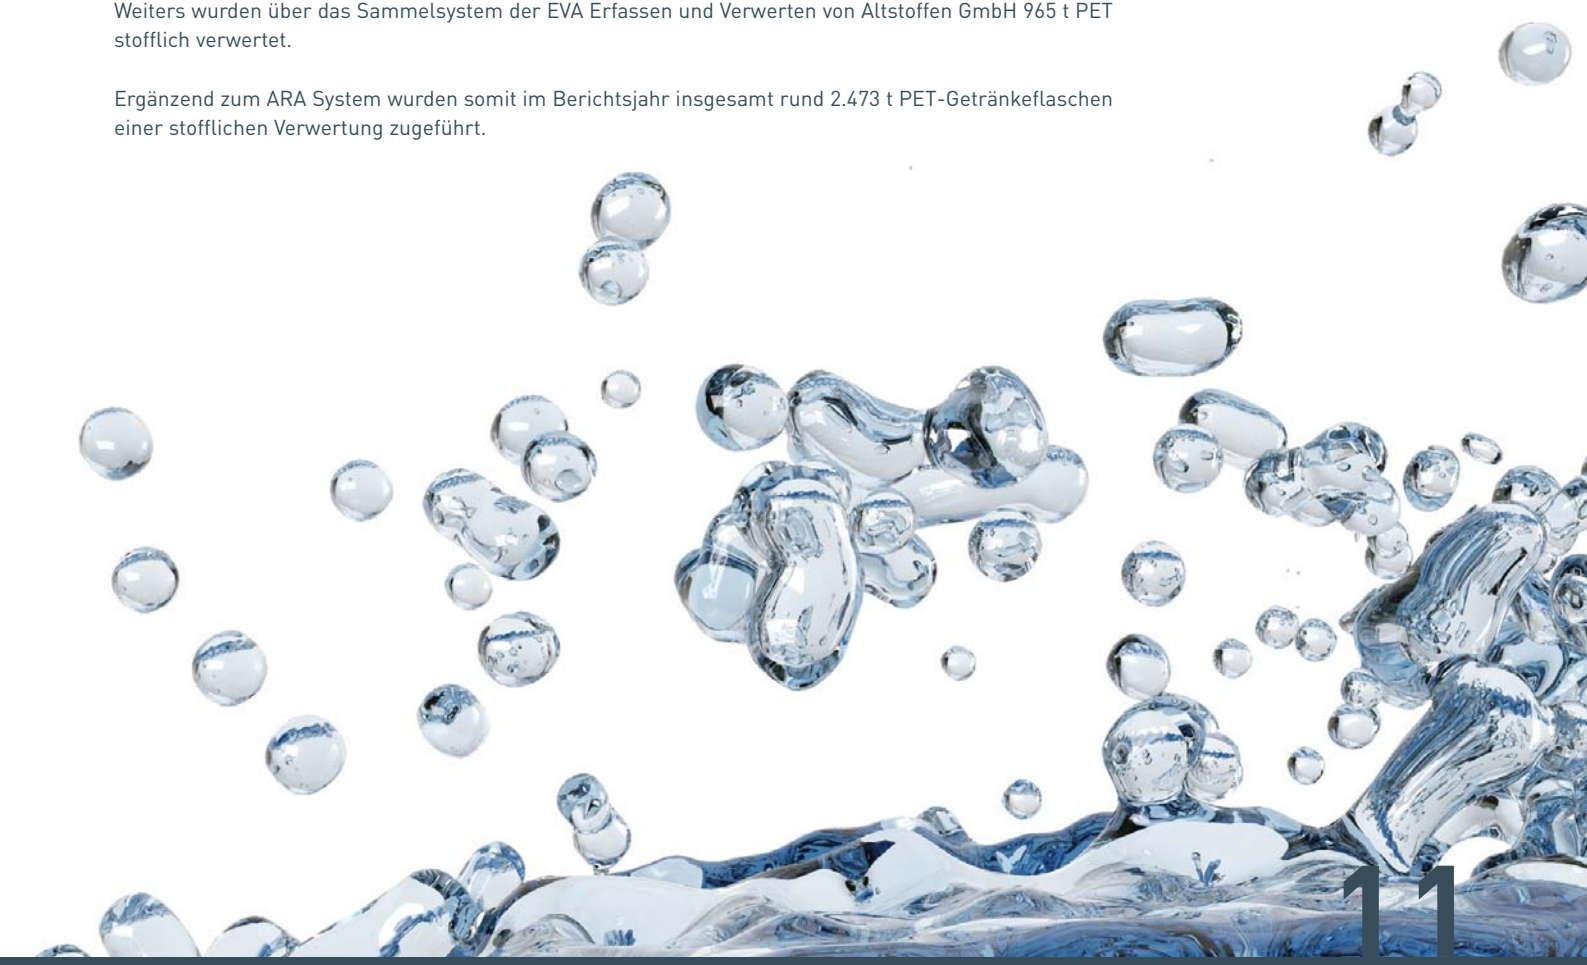 Weiters wurden über das Sammelsystem der EVA Erfassen und Verwerten von Altstoffen GmbH 965 t PET
stofflich verwertet.
Ergänzend zum ARA System wurden somit im Berichtsjahr insgesamt rund 2.473 t PET-Getränkeflaschen
einer stofflichen Verwertung zugeführt.
11